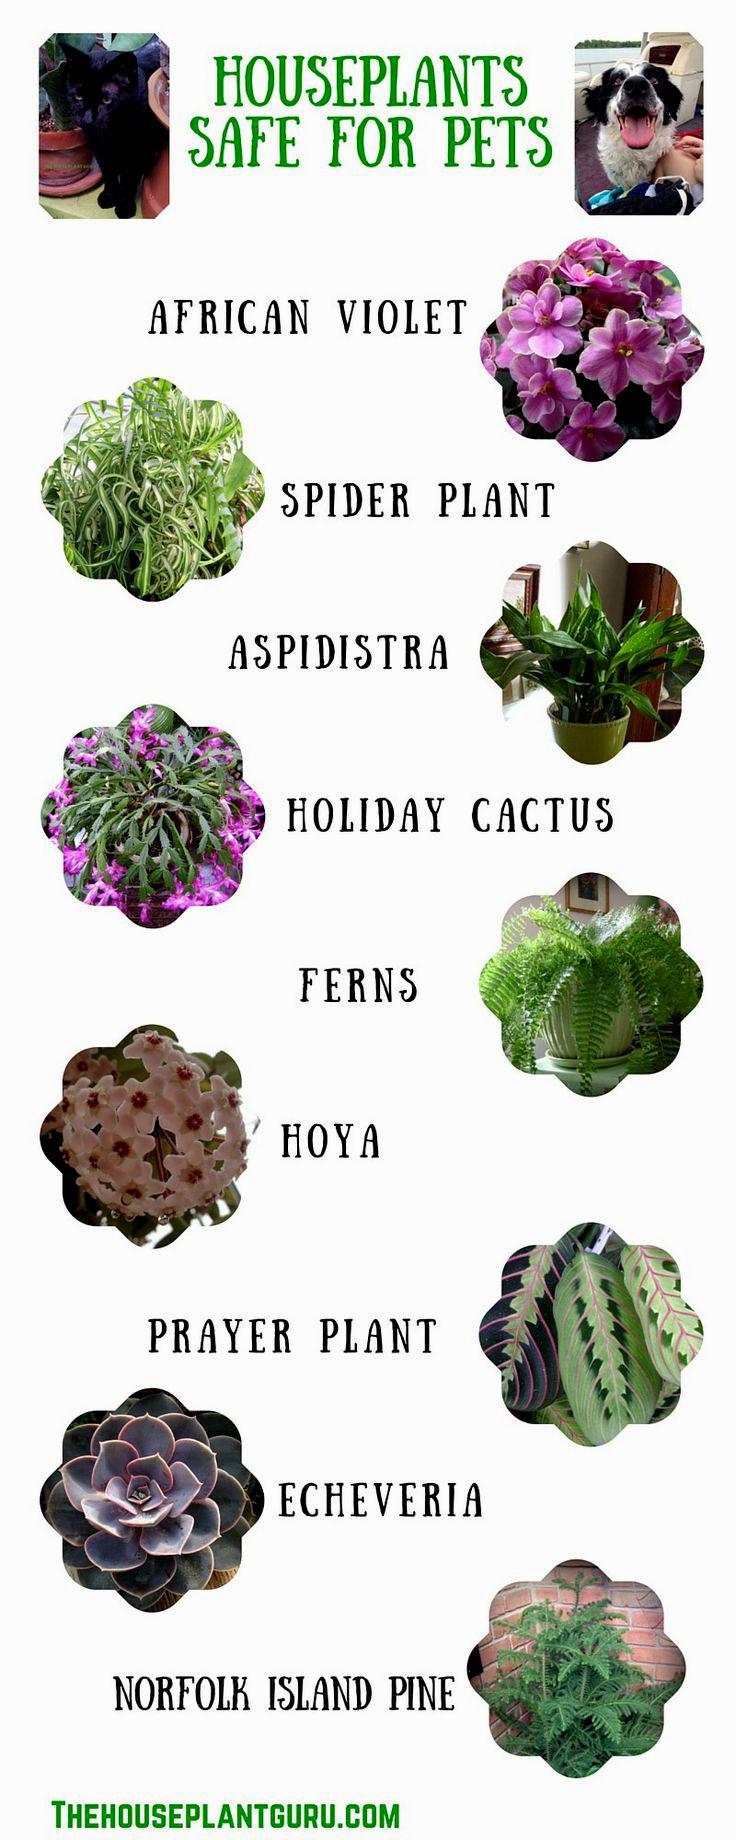 HOUSEPLANTS
SAFE FOR PETS
AFRICAN VIOLET
SPIDER PLANT
ASPIDISTRA
HOLIDAY CACTUS
FERNS
HOYA
PRAYER PLANT
ECHEVERIA
NORFOLK ISLAND PINE
THEHOUSEPLANTGURU.COM